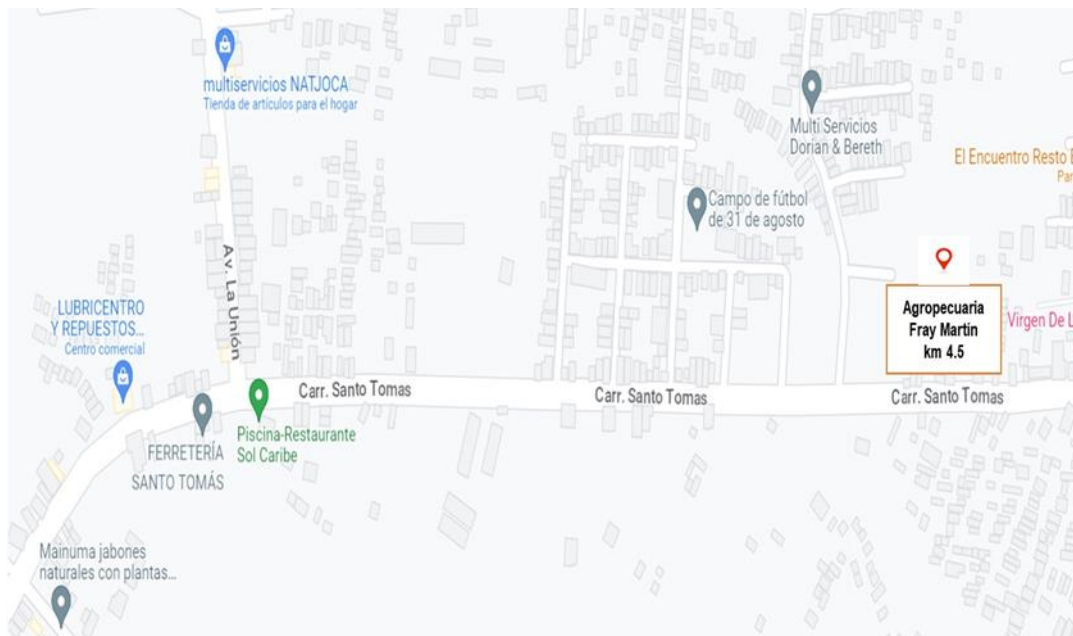 multiservicios NATJOCA
Tienda de artículos para el hogar
Multi Servicios
Dorian & Bereth
El Encuentro Resto B
Par
Campo de fútbol
de 31 de agosto
Av. La Unión
Agropecuaria
Fray Martin
km 4.5
LUBRICENTRO
Y REPUESTOS...
Centro comercial
Virgen De L
Carr. Santo Tomas
Carr. Santo Tomas
Carr. Santo Tomas
Piscina-Restaurante
Sol Caribe
FERRETERÍA
SANTO TOMÁS
Mainuma jabones
naturales con plantas...